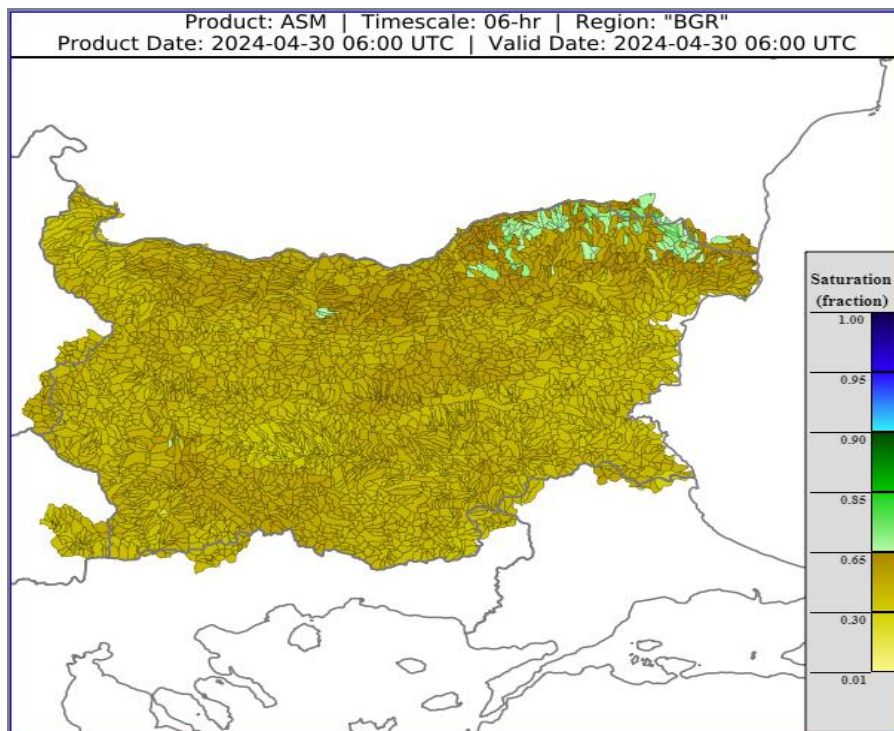 Product: ASM | Timescale: 06-hr | Region: "BGR"
Product Date: 2024-04-30 06:00 UTC | Valid Date: 2024-04-30 06:00 UTC
Saturation
(fraction)
1.00
0.95
0.90
0.85
0.65
0.30
0.01